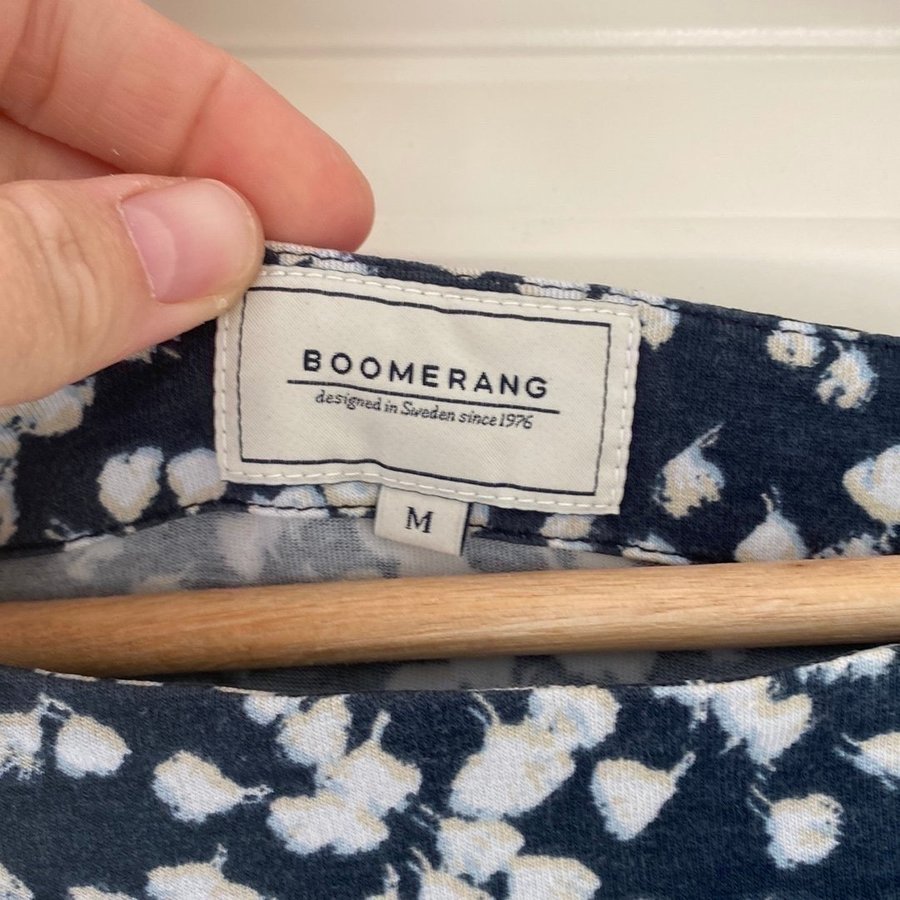 BOOMERANG
designed in Sweden since 1976
M